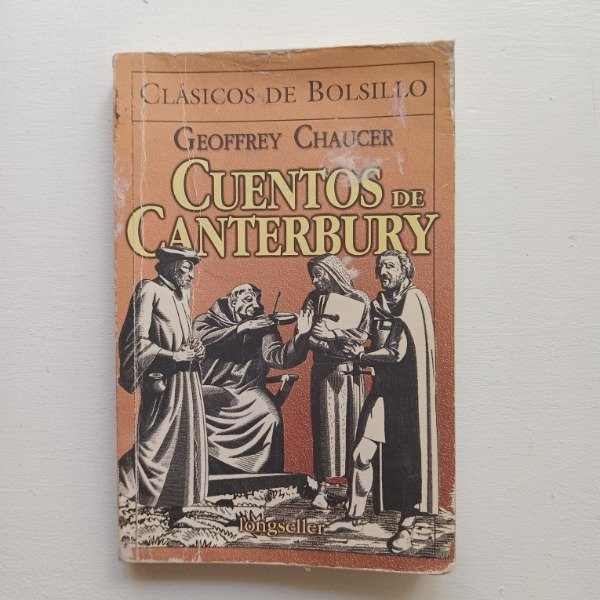 CLÁSICOS DE BOLSILLO
GEOFFREY CHAUCER
CUENTOS DE
CANTERBURY
longseller